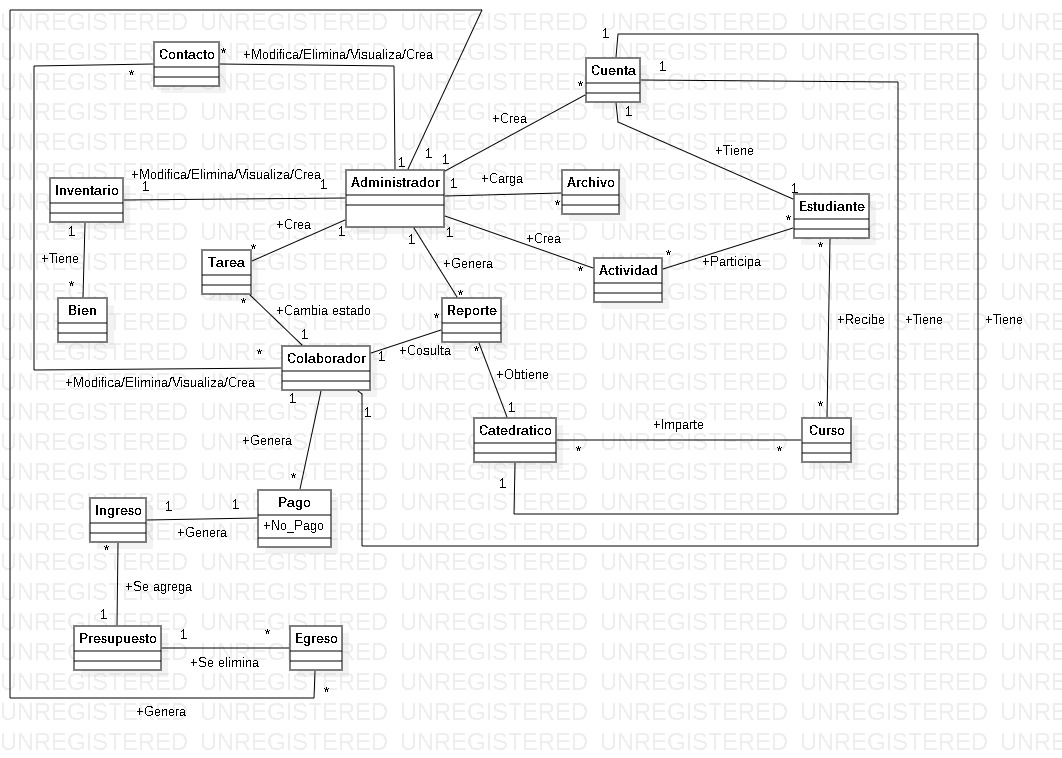 Contacto
*
+Modifica/Elimina/Visualiza/Crea
*
1
1
Cuenta
1
*
1
+Crea
+Tiene
1
1
1
Inventario
1
+Modifica/Elimina/Visualiza/Crea
1
Administrador
1
+Carga
*
Archivo
1
Estudiante
*
1
+Tiene
*
Bien
+Crea
*
Tarea
1
1
1
+Genera
+Crea
*
Actividad
*
+Participa
*
*
+Cambia estado
1
*
*
Reporte
*
+Recibe
+Tiene
+Tiene
*
Colaborador
1
+Cosulta
+Modifica/Elimina/Visualiza/Crea
1
1
+Obtiene
1
*
Catedratico
*
+Imparte
*
Curso
+Genera
*
1
Ingreso
1
+Genera
1
Pago
+No_Pago
*
+Se agrega
1
Presupuesto
1
+Se elimina
*
Egreso
*
+Genera
UNREGISTERED